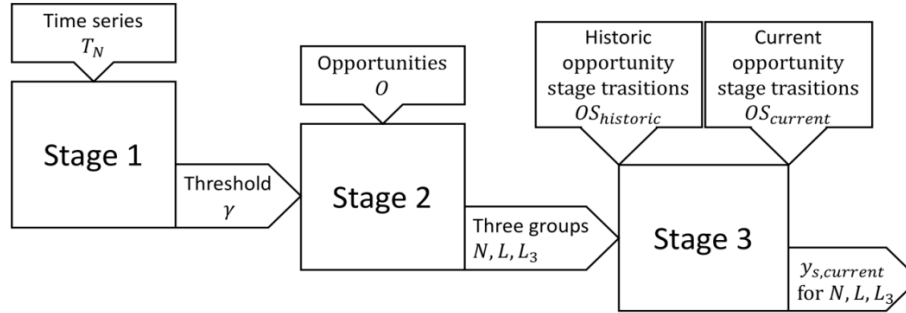 Time series
T_N
Stage 1
Threshold
γ
Opportunities
O
Stage 2
Three groups
N, L, L_3
Historic
opportunity
stage trasitions
OS_historic
Current
opportunity
stage trasitions
OS_current
Stage 3
y_s,current
for N, L, L_3